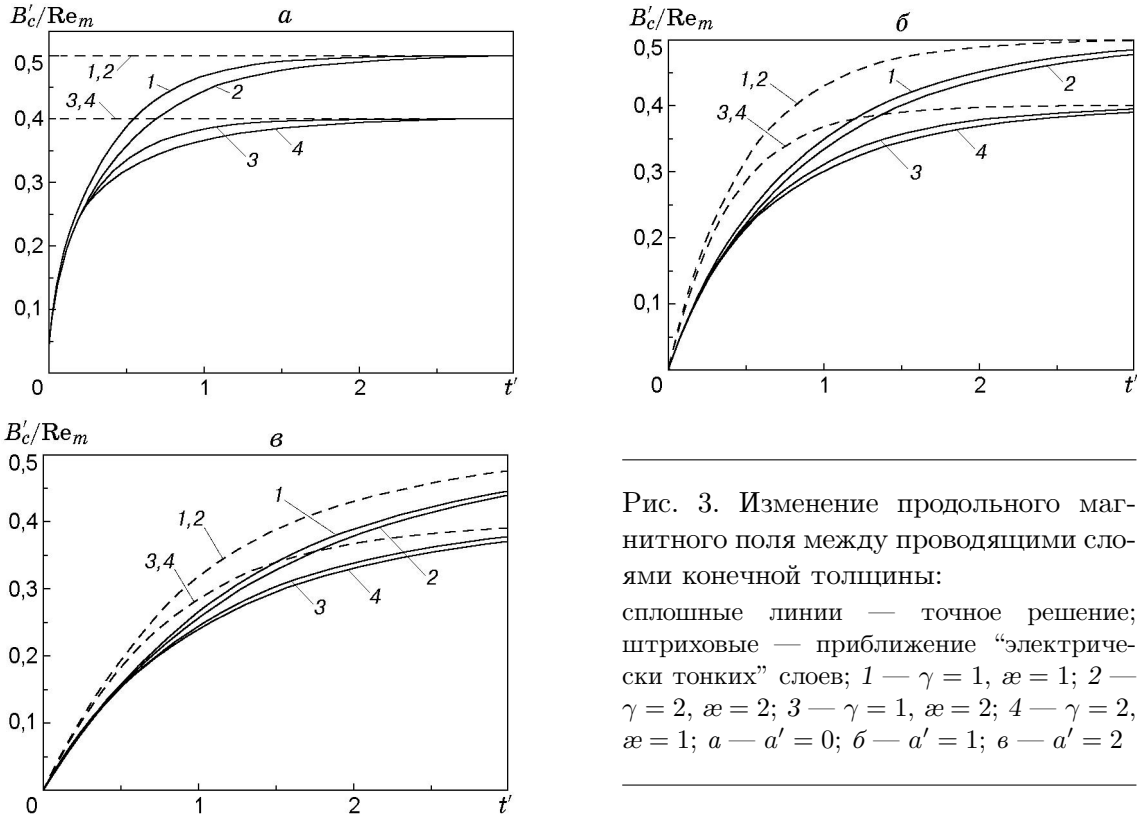 B′c/Rem
а
0,5
0,4
0,3
0,2
0,1
0
1
2
t′
1,2
1
2
3,4
3
4
B′c/Rem
б
0,5
0,4
0,3
0,2
0,1
0
1
2
t′
1,2
1
2
3,4
3
4
B′c/Rem
в
0,5
0,4
0,3
0,2
0,1
0
1
2
t′
1,2
1
2
3,4
3
4
Рис. 3. Изменение продольного маг-
нитного поля между проводящими сло-
ями конечной толщины:
сплошные линии — точное решение;
штриховые — приближение “электриче-
ски тонких” слоев; 1 — γ = 1, æ = 1; 2 —
γ = 2, æ = 2; 3 — γ = 1, æ = 2; 4 — γ = 2,
æ = 1; а — a′ = 0; б — a′ = 1; в — a′ = 2